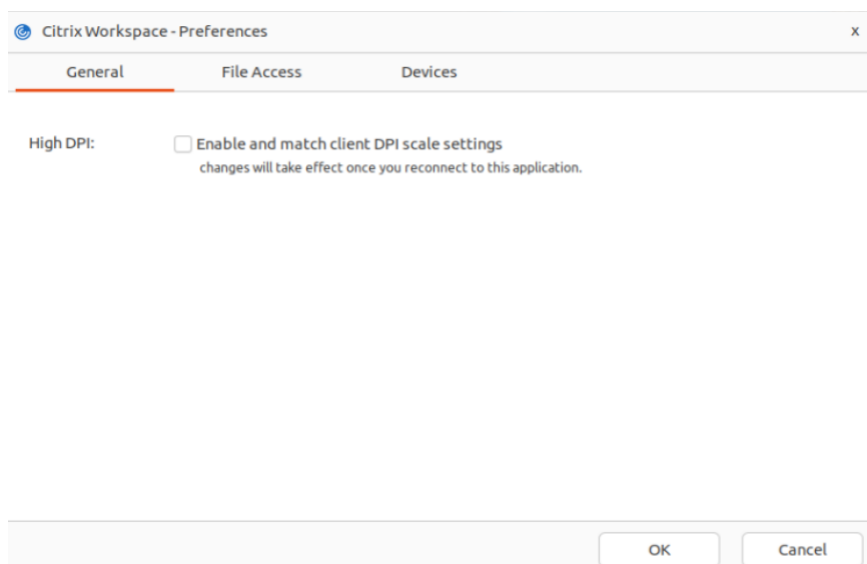 Citrix Workspace - Preferences x
General File Access Devices
High DPI: Enable and match client DPI scale settings
changes will take effect once you reconnect to this application.
OK Cancel